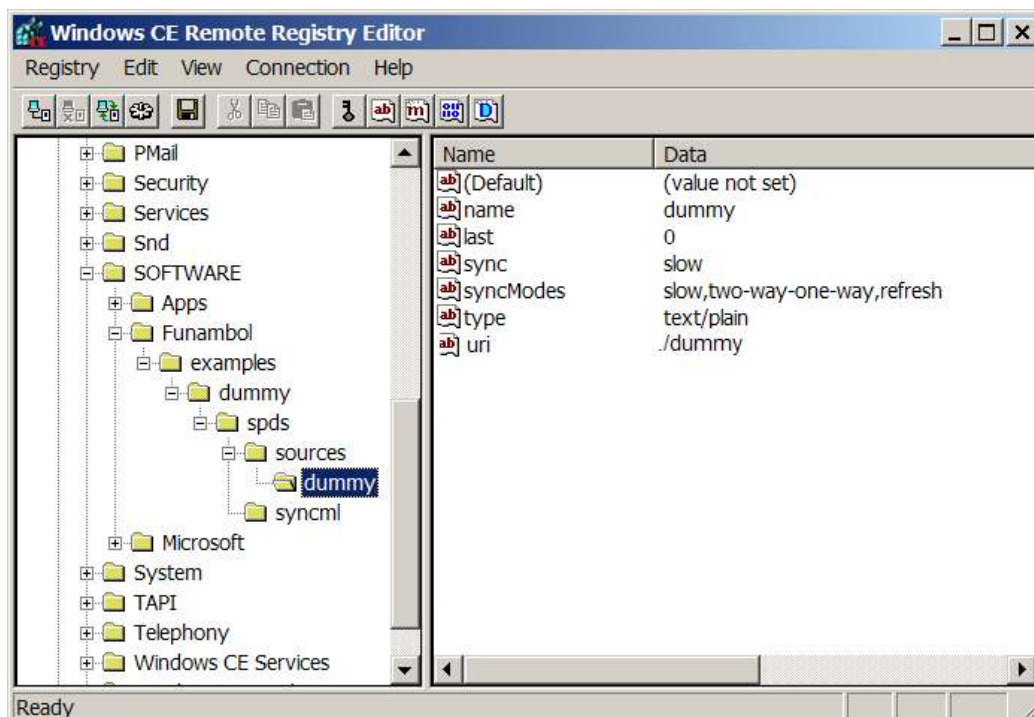 Windows CE Remote Registry Editor
Registry Edit View Connection Help
PMail
Security
Services
Snd
SOFTWARE
Apps
Funambol
examples
dummy
spds
sources
dummy
syncml
Microsoft
System
TAPI
Telephony
Windows CE Services
Name Data
(Default) (value not set)
name dummy
last 0
sync slow
syncModes slow,two-way-one-way,refresh
type text/plain
uri ./dummy
Ready